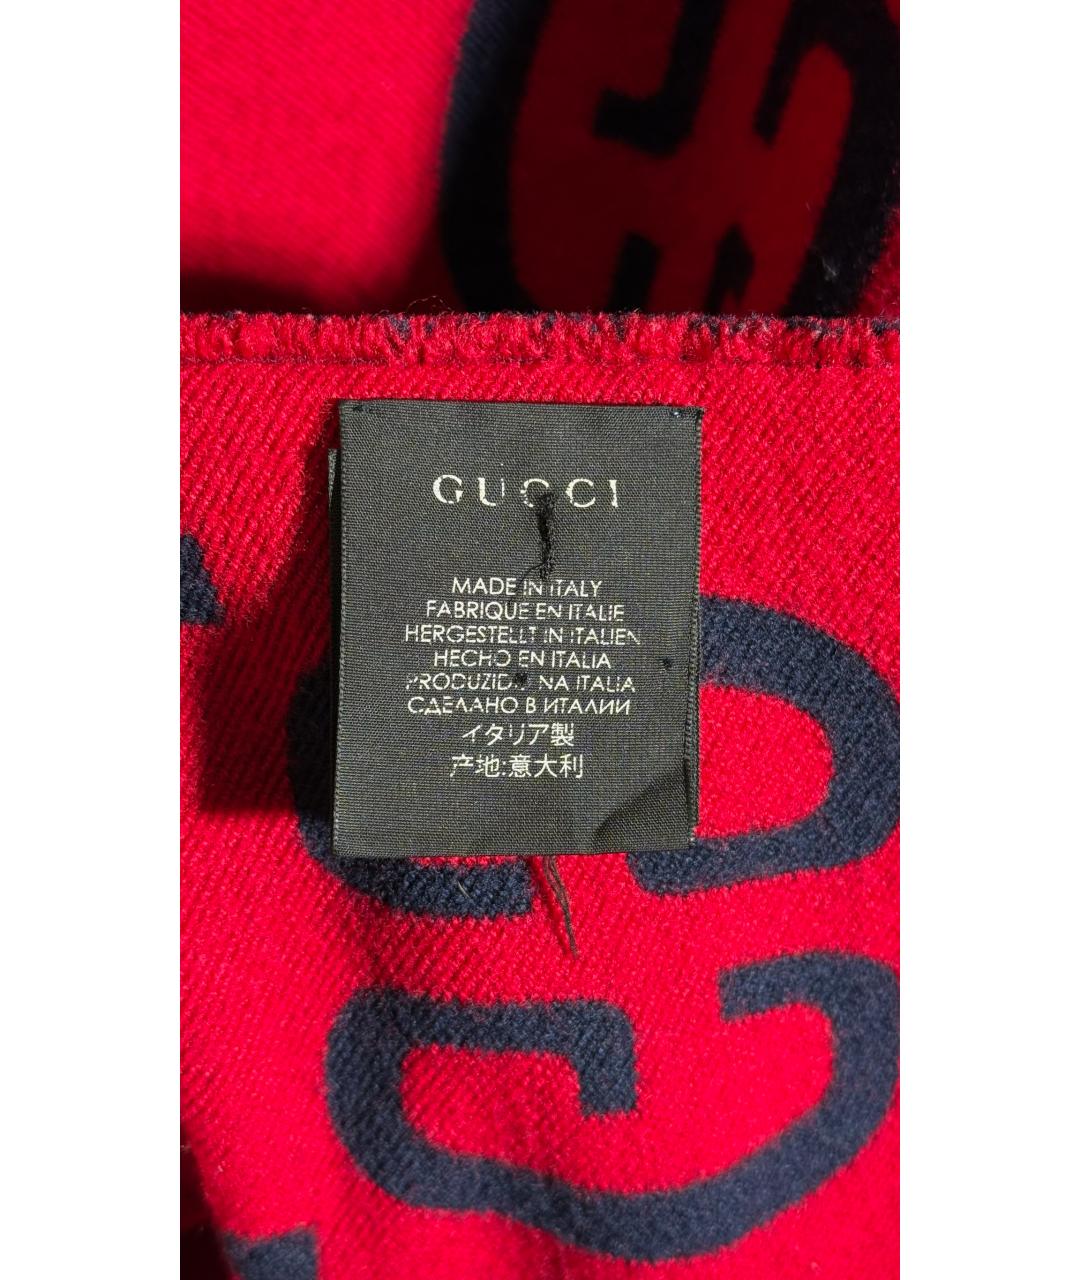 GUCCI
MADE IN ITALY
FABRIQUE EN ITALIE
HERGESTELLT IN ITALIEN
HECHO EN ITALIA
PRODUZIDO NA ITALIA
СДЕЛАНО В ИТАЛИИ
イタリア製
产地:意大利